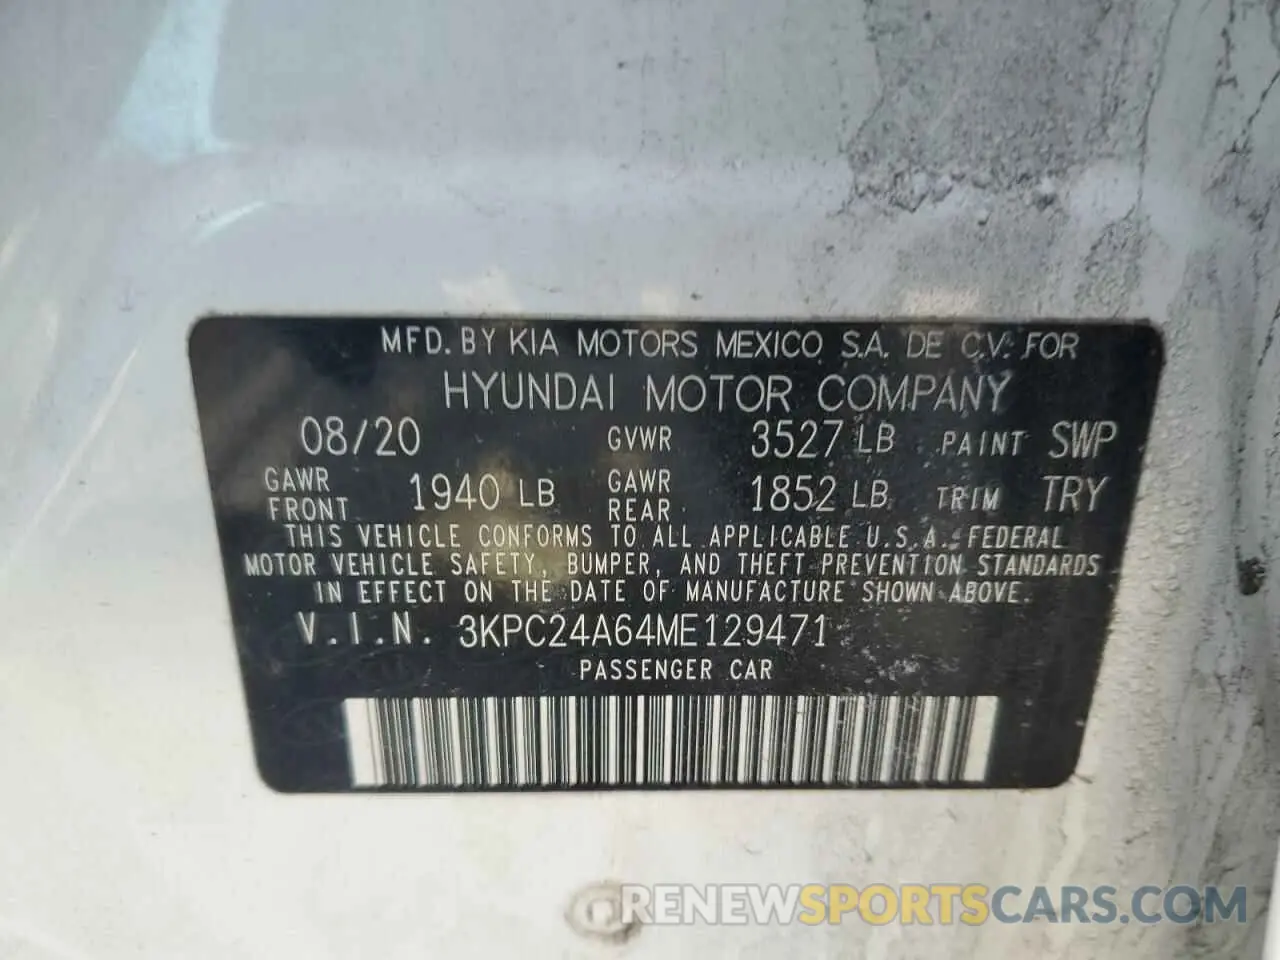 MFD. BY KIA MOTORS MEXICO S.A. DE C.V. FOR
HYUNDAI MOTOR COMPANY
08/20 GVWR 3527 LB PAINT SWP
GAWR FRONT 1940 LB GAWR REAR 1852 LB TRIM TRY
THIS VEHICLE CONFORMS TO ALL APPLICABLE U.S.A. FEDERAL
MOTOR VEHICLE SAFETY, BUMPER, AND THEFT PREVENTION STANDARDS
IN EFFECT ON THE DATE OF MANUFACTURE SHOWN ABOVE.
V.I.N. 3KPC24A64ME129471
PASSENGER CAR
RENEWSPORTSCARS.COM